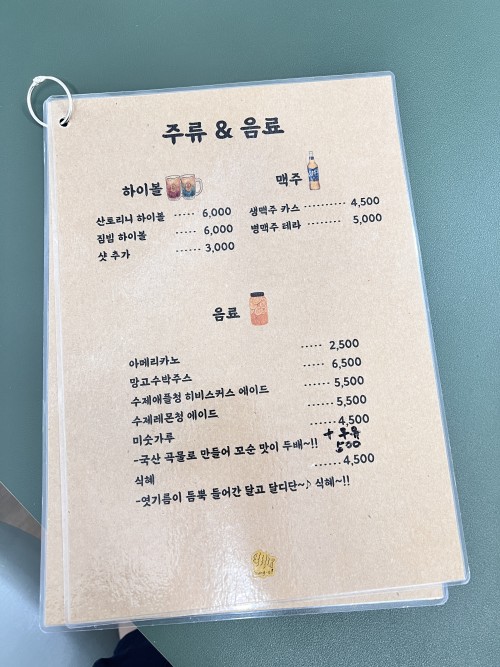 주류 & 음료
하이볼
산토리니 하이볼 ····· 6,000
짐빔 하이볼 ······ 6,000
샷 추가 ······ 3,000
맥주
생맥주 카스 ·········· 4,500
병맥주 테라 ······ 5,000
음료
아메리카노 ····· 2,500
망고수박주스 ······ 6,500
수제애플청 히비스커스 에이드 ······ 5,500
수제레몬청 에이드 ······ 5,500
미숫가루 ······ 4,500
+ 우유
500
-국산 곡물로 만들어 꼬순 맛이 두배~!!
식혜 ······ 4,500
-엿기름이 듬뿍 들어간 달고 달디단~♪ 식혜~!!